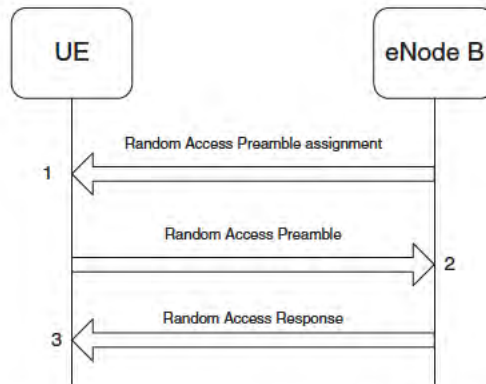 UE
eNode B
Random Access Preamble assignment
1
Random Access Preamble
2
Random Access Response
3